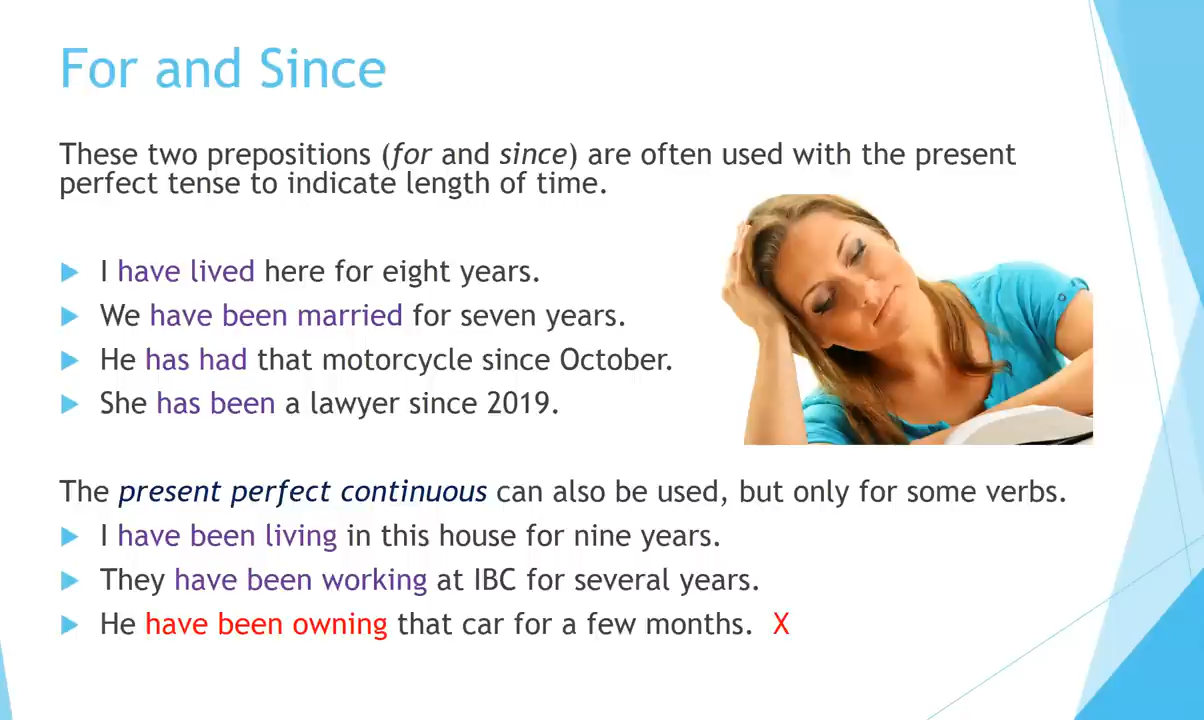 For and Since
These two prepositions (for and since) are often used with the present
perfect tense to indicate length of time.
I have lived here for eight years.
We have been married for seven years.
He has had that motorcycle since October.
She has been a lawyer since 2019.
The present perfect continuous can also be used, but only for some verbs.
I have been living in this house for nine years.
They have been working at IBC for several years.
He have been owning that car for a few months. X